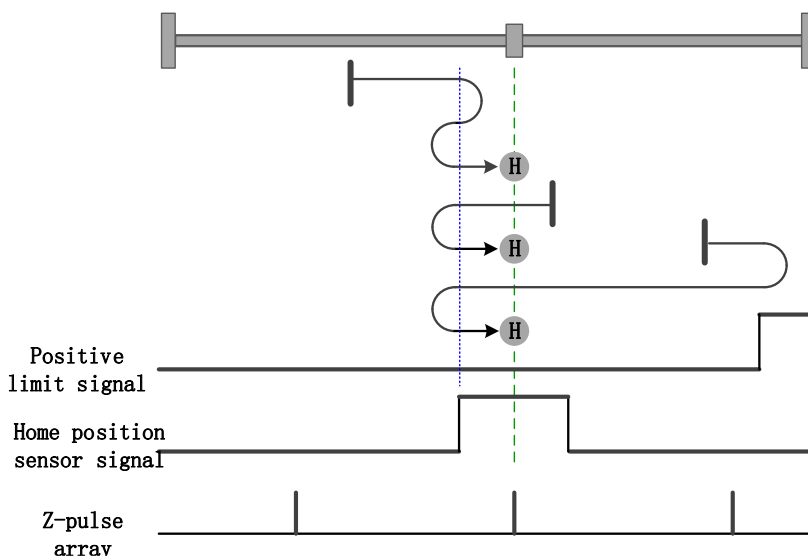 H
H
H
Positive
limit signal
Home position
sensor signal
Z-pulse
array